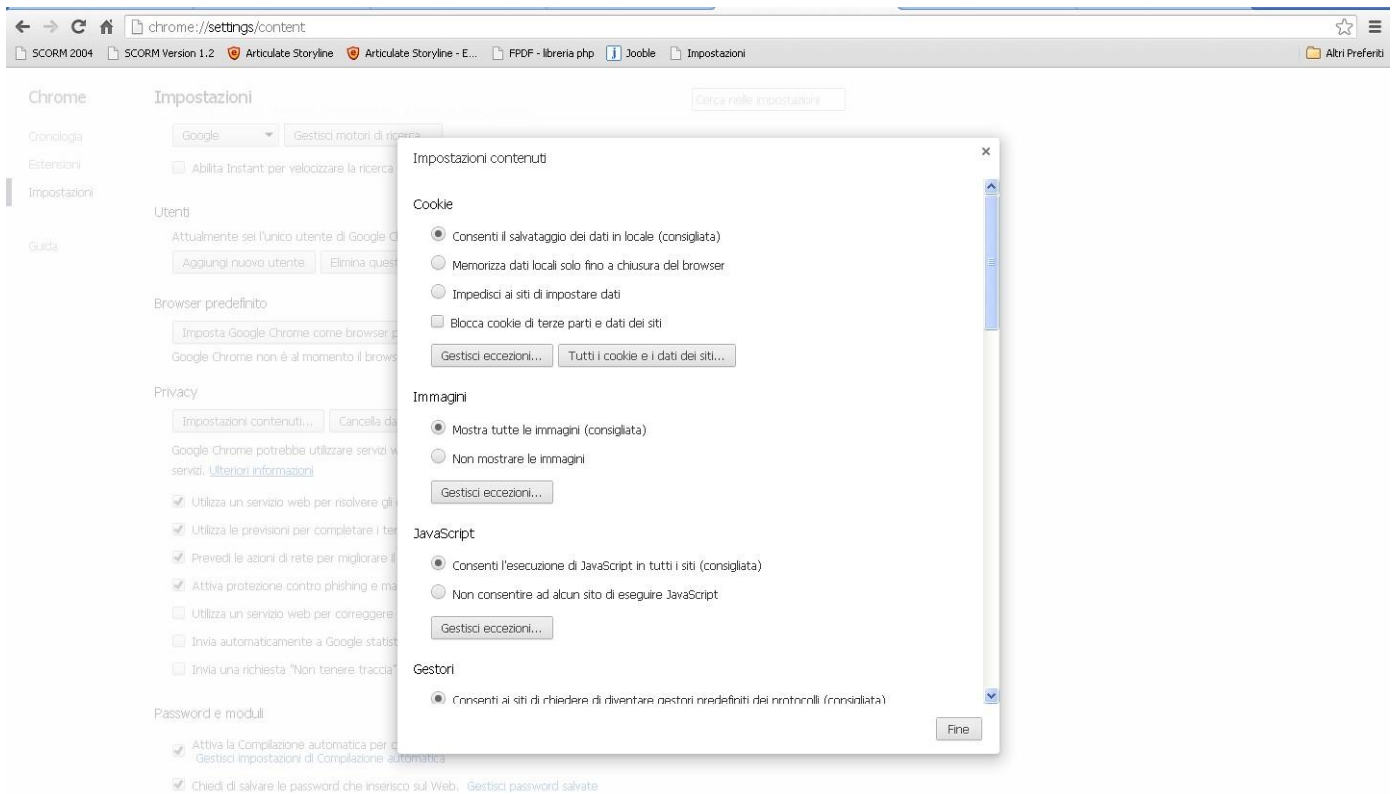 chrome://settings/content
SCORM 2004 SCORM Version 1.2 Articulate Storyline Articulate Storyline - E... FPDF - libreria php Jooble Impostazioni Altri Preferiti
Chrome
Cronologia
Estensioni
Impostazioni
Guida
Impostazioni
Cerca nelle impostazioni
Google Gestisci motori di ricerca...
Abilita Instant per velocizzare la ricerca
Utenti
Attualmente sei l'unico utente di Google C
Aggiungi nuovo utente Elimina quest
Browser predefinito
Imposta Google Chrome come browser p
Google Chrome non è al momento il brows
Privacy
Impostazioni contenuti... Cancella da
Google Chrome potrebbe utilizzare servizi w
servizi. Ulteriori informazioni
Utilizza un servizio web per risolvere gli
Utilizza le previsioni per completare i ter
Prevedi le azioni di rete per migliorare il
Attiva protezione contro phishing e ma
Utilizza un servizio web per correggere
Invia automaticamente a Google statist
Invia una richiesta "Non tenere traccia"
Password e moduli
Attiva la Compilazione automatica per c
Gestisci impostazioni di Compilazione automatica
Chiedi di salvare le password che inserisco sul Web. Gestisci password salvate
Impostazioni contenuti
Cookie
Consenti il salvataggio dei dati in locale (consigliata)
Memorizza dati locali solo fino a chiusura del browser
Impedisci ai siti di impostare dati
Blocca cookie di terze parti e dati dei siti
Gestisci eccezioni... Tutti i cookie e i dati dei siti...
Immagini
Mostra tutte le immagini (consigliata)
Non mostrare le immagini
Gestisci eccezioni...
JavaScript
Consenti l'esecuzione di JavaScript in tutti i siti (consigliata)
Non consentire ad alcun sito di eseguire JavaScript
Gestisci eccezioni...
Gestori
Consenti ai siti di chiedere di diventare gestori predefiniti dei protocolli (consigliata)
Fine